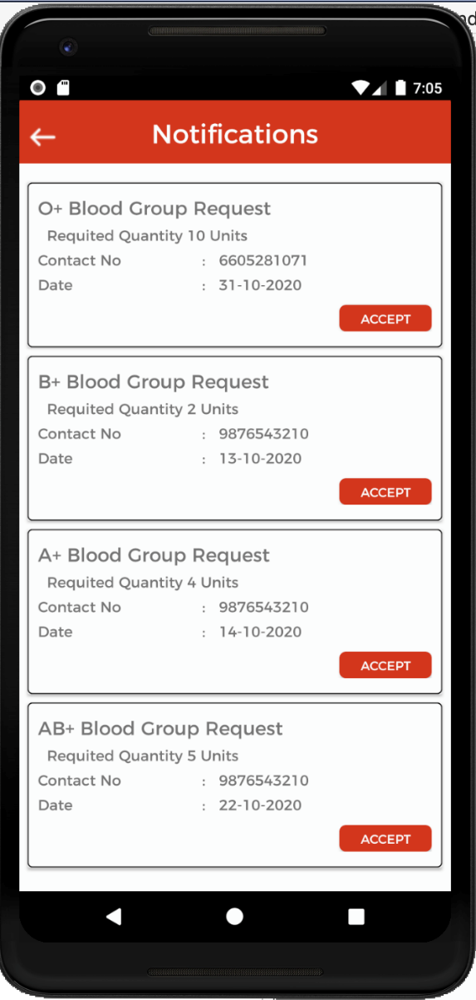 nd
7:05
Notifications
O+ Blood Group Request
Requited Quantity 10 Units
Contact No : 6605281071
Date : 31-10-2020
ACCEPT
B+ Blood Group Request
Requited Quantity 2 Units
Contact No : 9876543210
Date : 13-10-2020
ACCEPT
A+ Blood Group Request
Requited Quantity 4 Units
Contact No : 9876543210
Date : 14-10-2020
ACCEPT
AB+ Blood Group Request
Requited Quantity 5 Units
Contact No : 9876543210
Date : 22-10-2020
ACCEPT